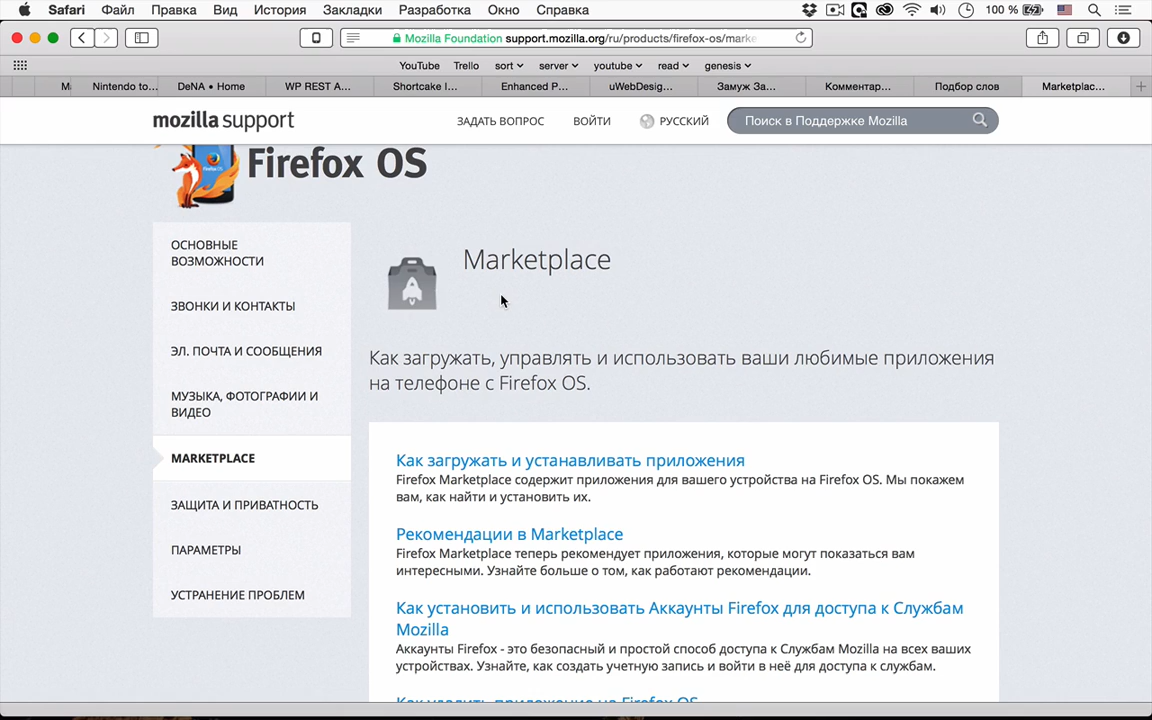 Safari Файл Правка Вид История Закладки Разработка Окно Справка 100 %
Mozilla Foundation support.mozilla.org/ru/products/firefox-os/marke
YouTube Trello sort server youtube read genesis
M Nintendo to... DeNA • Home WP REST A... Shortcake I... Enhanced P... uWebDesig... Замуж За... Комментар... Подбор слов Marketplac...
mozilla support ЗАДАТЬ ВОПРОС ВОЙТИ РУССКИЙ Поиск в Поддержке Mozilla
Firefox OS
ОСНОВНЫЕ
ВОЗМОЖНОСТИ
ЗВОНКИ И КОНТАКТЫ
ЭЛ. ПОЧТА И СООБЩЕНИЯ
МУЗЫКА, ФОТОГРАФИИ И
ВИДЕО
MARKETPLACE
ЗАЩИТА И ПРИВАТНОСТЬ
ПАРАМЕТРЫ
УСТРАНЕНИЕ ПРОБЛЕМ
Marketplace
Как загружать, управлять и использовать ваши любимые приложения
на телефоне с Firefox OS.
Как загружать и устанавливать приложения
Firefox Marketplace содержит приложения для вашего устройства на Firefox OS. Мы покажем
вам, как найти и установить их.
Рекомендации в Marketplace
Firefox Marketplace теперь рекомендует приложения, которые могут показаться вам
интересными. Узнайте больше о том, как работают рекомендации.
Как установить и использовать Аккаунты Firefox для доступа к Службам
Mozilla
Аккаунты Firefox - это безопасный и простой способ доступа к Службам Mozilla на всех ваших
устройствах. Узнайте, как создать учетную запись и войти в неё для доступа к службам.
Как удалить приложение на Firefox OS